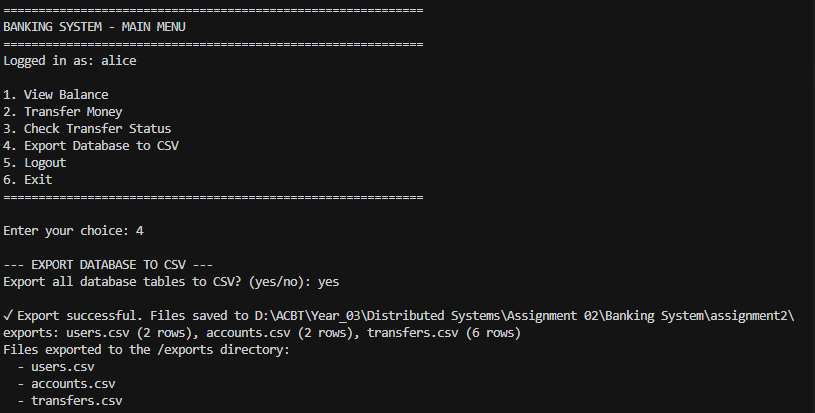 ============================================================
BANKING SYSTEM - MAIN MENU
============================================================
Logged in as: alice
1. View Balance
2. Transfer Money
3. Check Transfer Status
4. Export Database to CSV
5. Logout
6. Exit
============================================================
Enter your choice: 4
--- EXPORT DATABASE TO CSV ---
Export all database tables to CSV? (yes/no): yes
✓ Export successful. Files saved to D:\ACBT\Year_03\Distributed Systems\Assignment 02\Banking System\assignment2\
exports: users.csv (2 rows), accounts.csv (2 rows), transfers.csv (6 rows)
Files exported to the /exports directory:
- users.csv
- accounts.csv
- transfers.csv